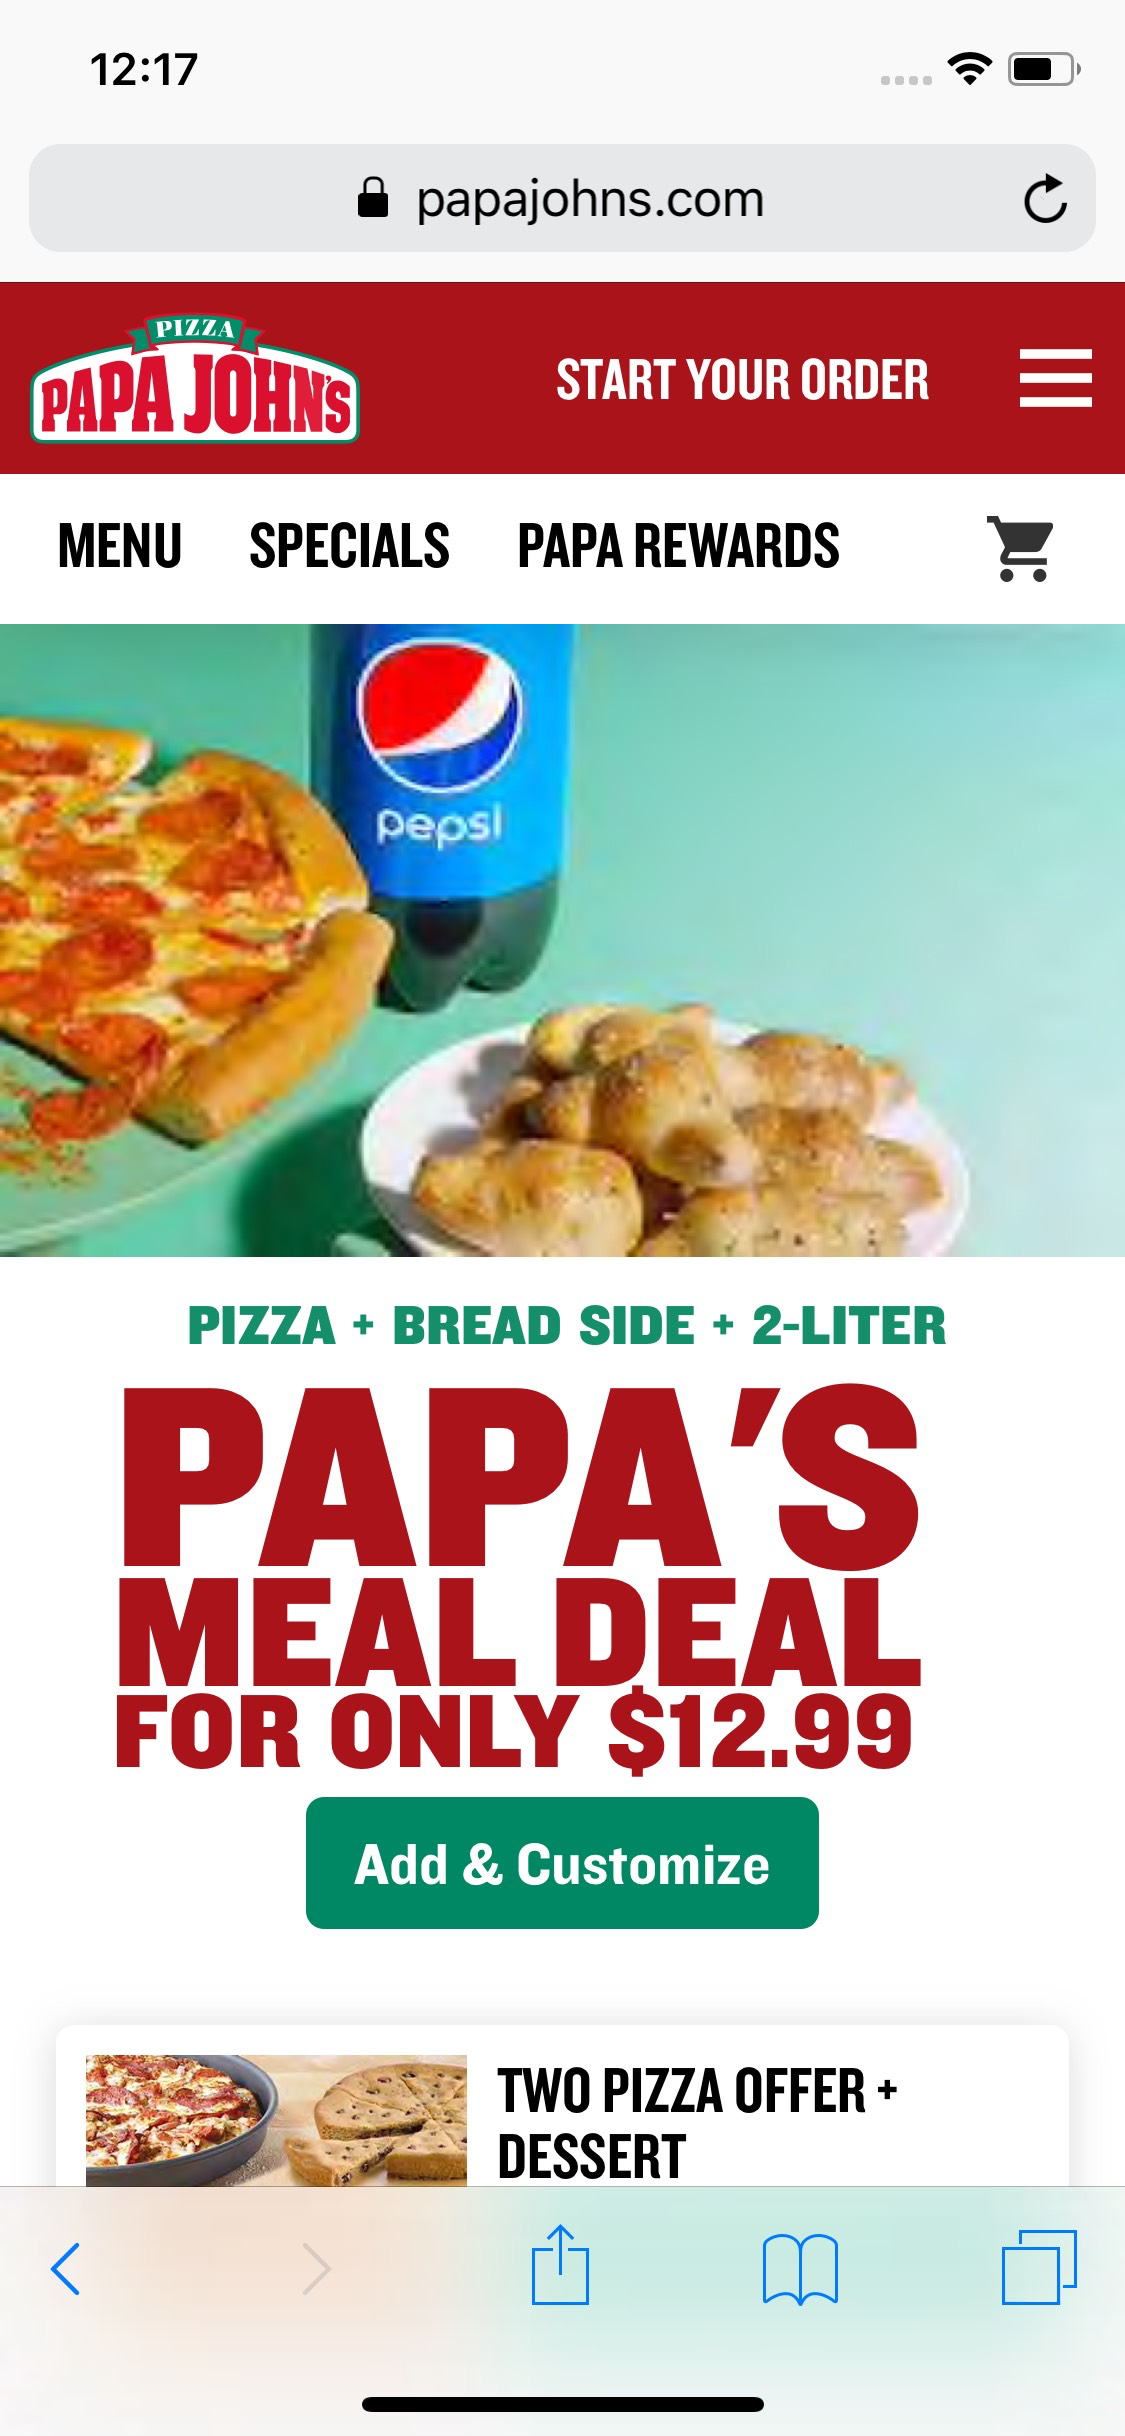 12:17
papajohns.com
PIZZA
PAPA JOHN'S
START YOUR ORDER
MENU SPECIALS PAPA REWARDS
pepsi
PIZZA + BREAD SIDE + 2-LITER
PAPA'S
MEAL DEAL
FOR ONLY $12.99
Add & Customize
TWO PIZZA OFFER +
DESSERT